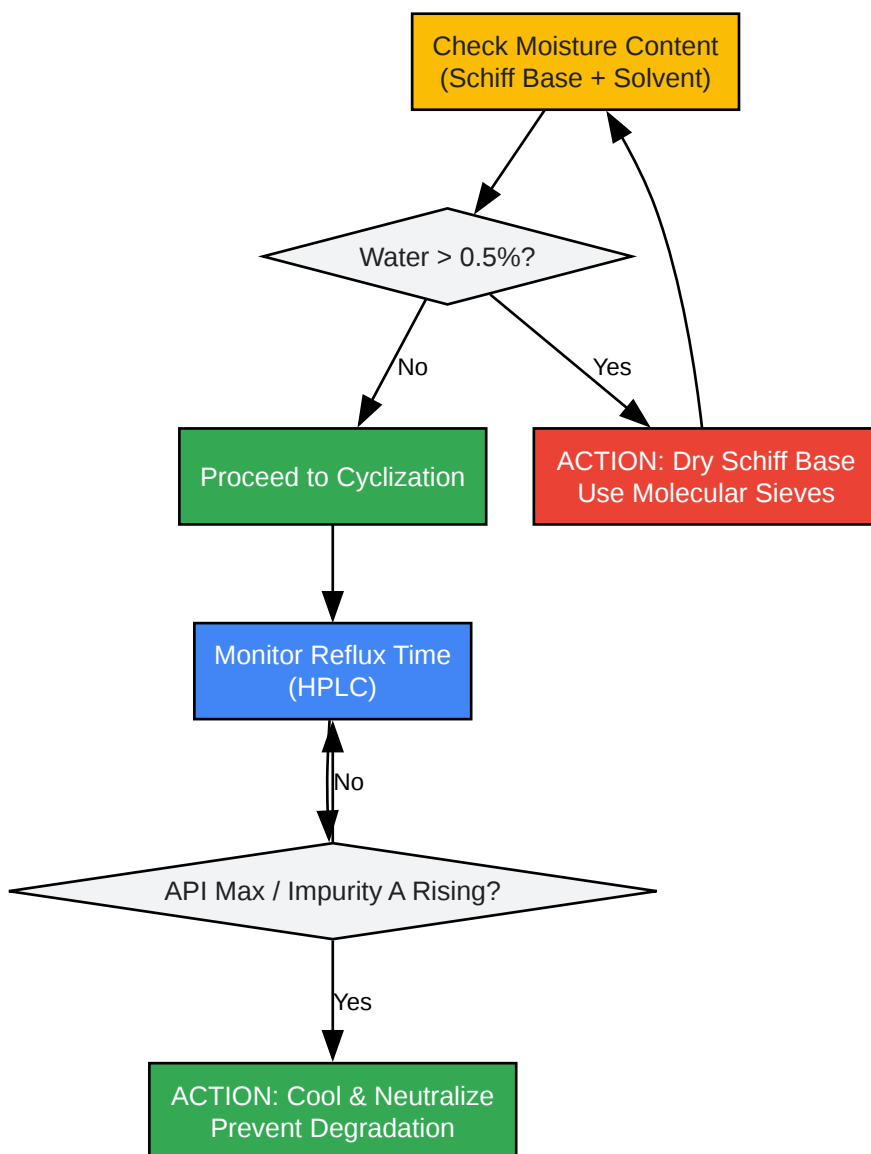 Check Moisture Content
(Schiff Base + Solvent)
Water > 0.5%?
No
Yes
Proceed to Cyclization
ACTION: Dry Schiff Base
Use Molecular Sieves
Monitor Reflux Time
(HPLC)
No
API Max / Impurity A Rising?
Yes
ACTION: Cool & Neutralize
Prevent Degradation